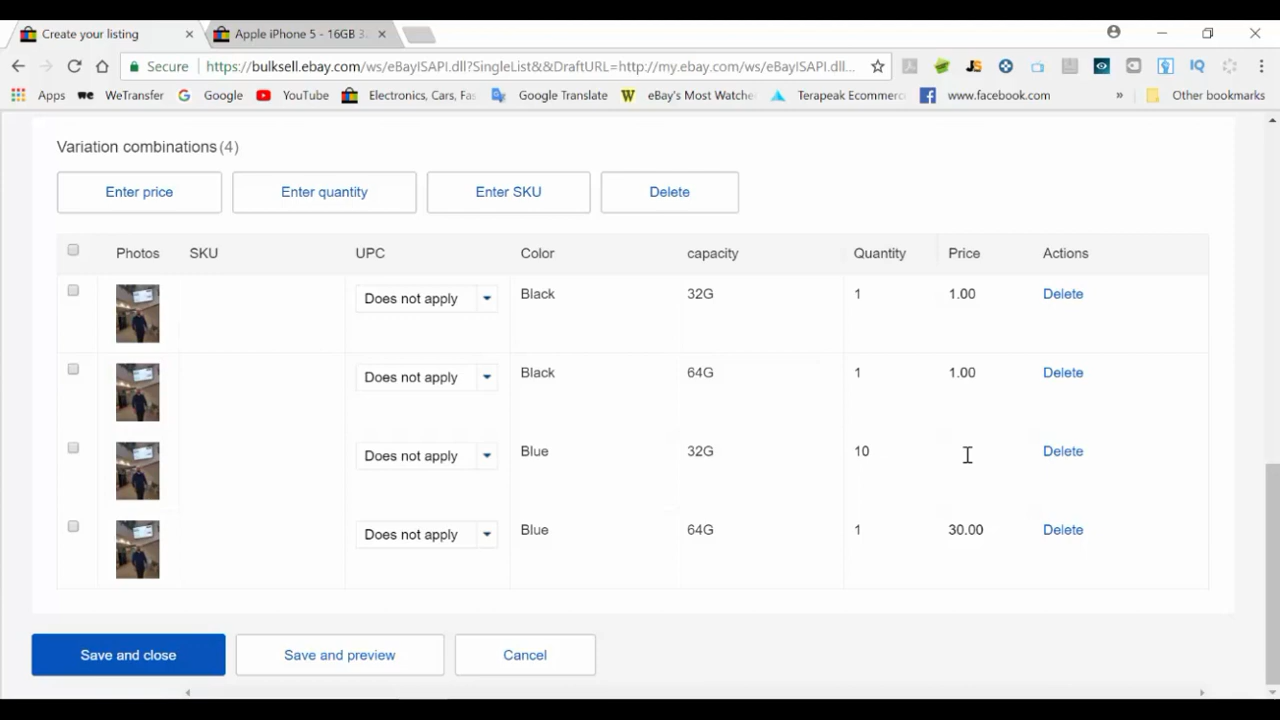 Create your listing
Apple iPhone 5 - 16GB 3.
Secure https://bulksell.ebay.com/ws/eBayISAPI.dll?SingleList&&DraftURL=http://my.ebay.com/ws/eBayISAPI.dll...
JS IQ
Apps WeTransfer Google YouTube Electronics, Cars, Fas Google Translate eBay's Most Watche Terapeak Ecommerc www.facebook.com » Other bookmarks
Variation combinations (4)
Enter price Enter quantity Enter SKU Delete
Photos SKU UPC Color capacity Quantity Price Actions
Does not apply Black 32G 1 1.00 Delete
Does not apply Black 64G 1 1.00 Delete
Does not apply Blue 32G 10 Delete
Does not apply Blue 64G 1 30.00 Delete
Save and close Save and preview Cancel